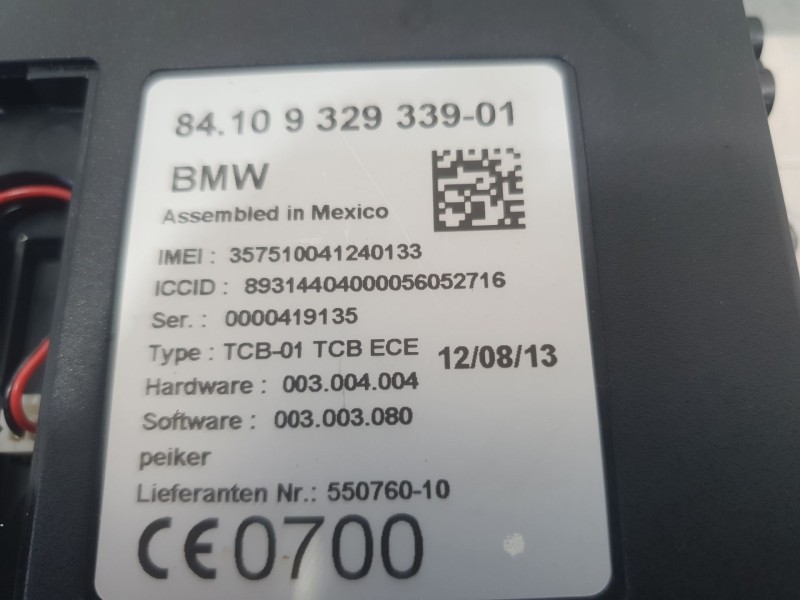 84.10 9 329 339-01
BMW
Assembled in Mexico
IMEI : 357510041240133
ICCID : 89314404000056052716
Ser. : 0000419135
Type : TCB-01 TCB ECE 12/08/13
Hardware : 003.004.004
Software : 003.003.080
peiker
Lieferanten Nr.: 550760-10
CE0700